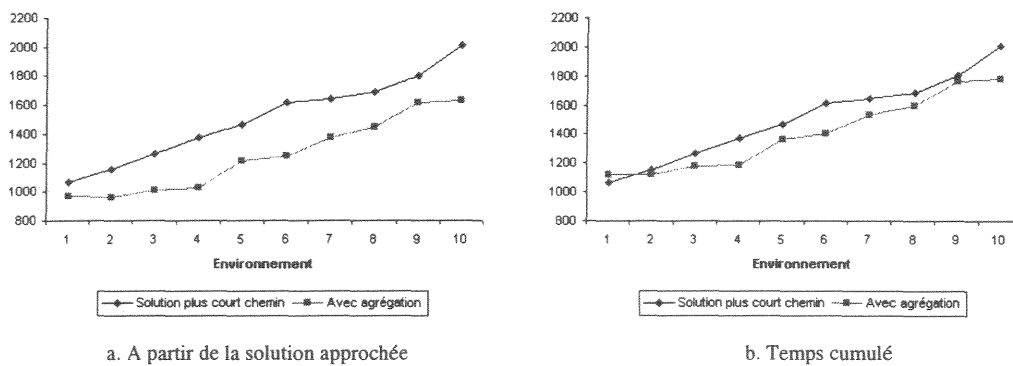 2200
2000
1800
1600
1400
1200
1000
800
1 2 3 4 5 6 7 8 9 10
Environnement
Solution plus court chemin Avec agrégation
a. A partir de la solution approchée
2200
2000
1800
1600
1400
1200
1000
800
1 2 3 4 5 6 7 8 9 10
Environnement
Solution plus court chemin Avec agrégation
b. Temps cumulé